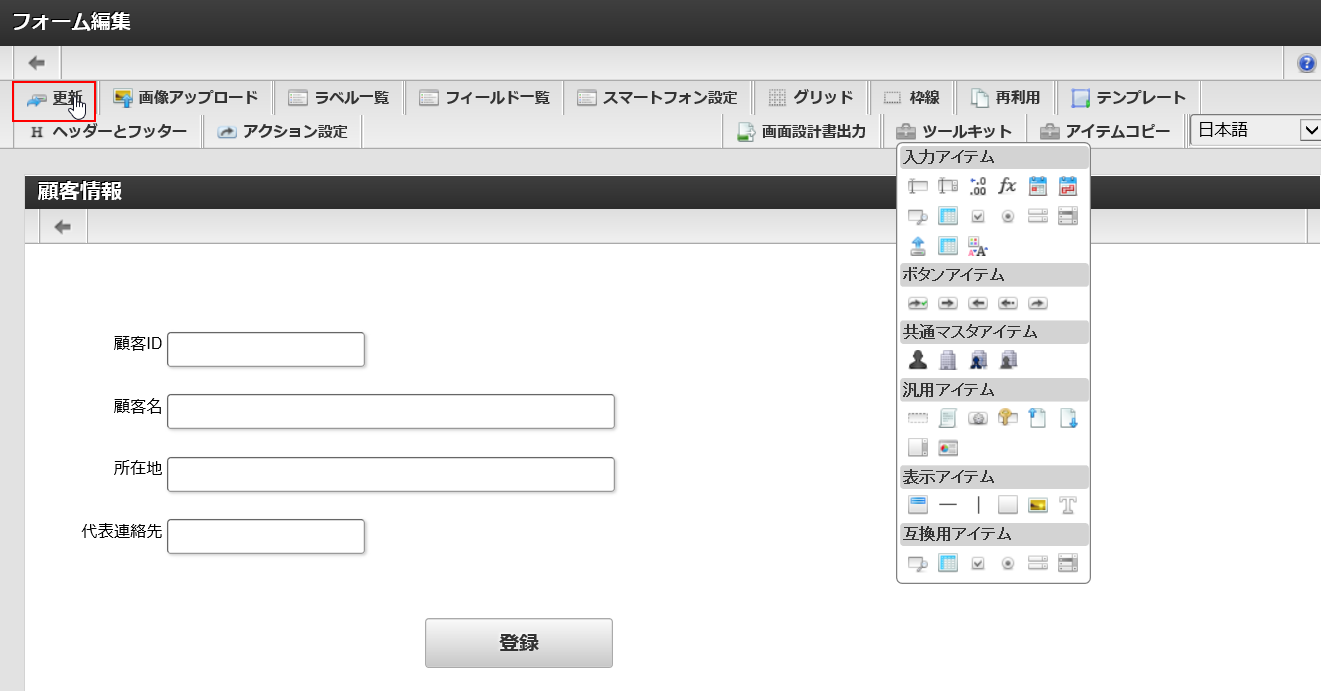 フォーム編集
更新 画像アップロード ラベル一覧 フィールド一覧 スマートフォン設定 グリッド 枠線 再利用 テンプレート
H ヘッダーとフッター アクション設定 画面設計書出力 ツールキット アイテムコピー 日本語
入力アイテム
顧客情報
ボタンアイテム
共通マスタアイテム
汎用アイテム
表示アイテム
互換用アイテム
顧客ID
顧客名
所在地
代表連絡先
登録